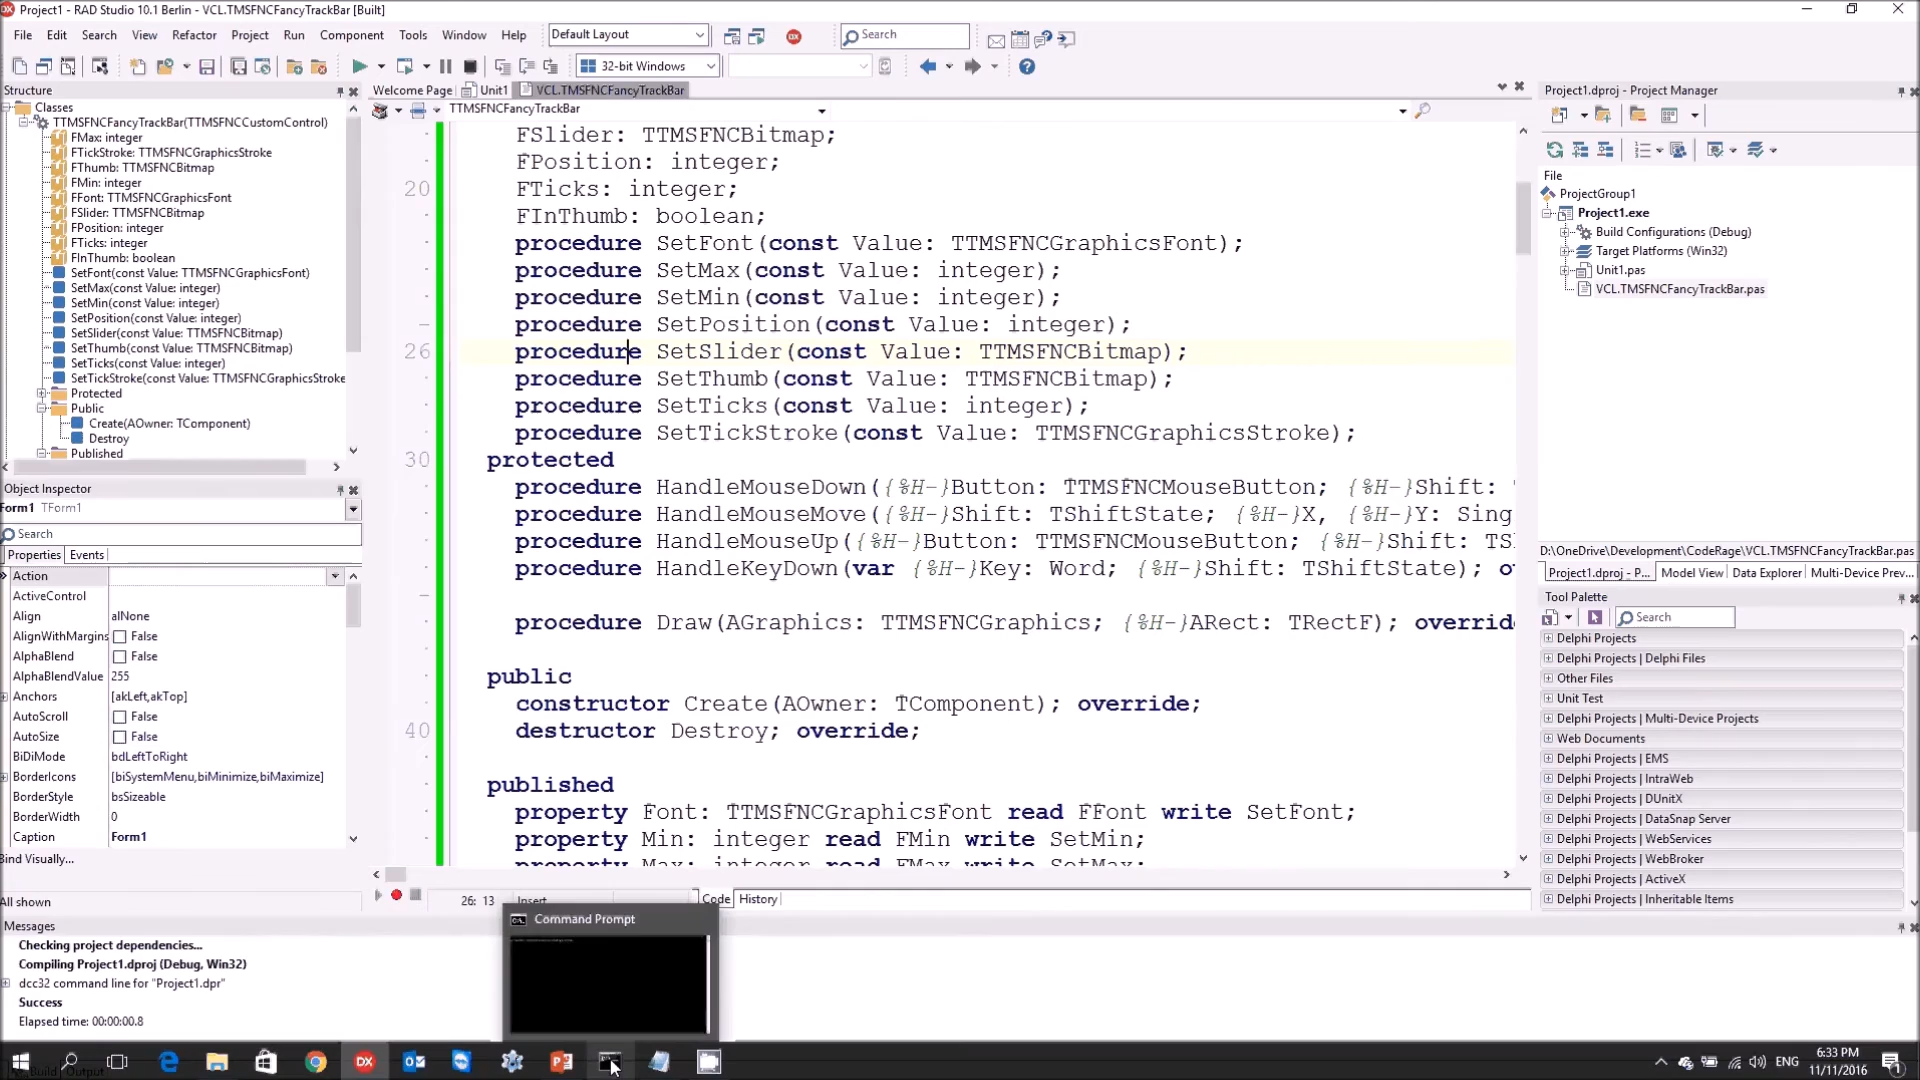 Project1 - RAD Studio 10.1 Berlin - VCL.TMSFNCFancyTrackBar [Built]
File Edit Search View Refactor Project Run Component Tools Window Help
Default Layout
Search
32-bit Windows
Structure
Classes
TTMSFNCFancyTrackBar(TTMSFNCCustomControl)
FMax: integer
FTickStroke: TTMSFNCGraphicsStroke
FThumb: TTMSFNCBitmap
FMin: integer
FFont: TTMSFNCGraphicsFont
FSlider: TTMSFNCBitmap
FPosition: integer
FTicks: integer
FInThumb: boolean
SetFont(const Value: TTMSFNCGraphicsFont)
SetMax(const Value: integer)
SetMin(const Value: integer)
SetPosition(const Value: integer)
SetSlider(const Value: TTMSFNCBitmap)
SetThumb(const Value: TTMSFNCBitmap)
SetTicks(const Value: integer)
SetTickStroke(const Value: TTMSFNCGraphicsStroke
Protected
Public
Create(AOwner: TComponent)
Destroy
Published
Object Inspector
Form1 TForm1
Search
Properties Events
Action
ActiveControl
Align alNone
AlignWithMargins False
AlphaBlend False
AlphaBlendValue 255
Anchors [akLeft,akTop]
AutoScroll False
AutoSize False
BiDiMode bdLeftToRight
BorderIcons [biSystemMenu,biMinimize,biMaximize]
BorderStyle bsSizeable
BorderWidth 0
Caption Form1
Bind Visually...
All shown
Welcome Page Unit1 VCL.TMSFNCFancyTrackBar
TTMSFNCFancyTrackBar
FSlider: TTMSFNCBitmap;
FPosition: integer;
20 FTicks: integer;
FInThumb: boolean;
procedure SetFont(const Value: TTMSFNCGraphicsFont);
procedure SetMax(const Value: integer);
procedure SetMin(const Value: integer);
procedure SetPosition(const Value: integer);
26 procedure SetSlider(const Value: TTMSFNCBitmap);
procedure SetThumb(const Value: TTMSFNCBitmap);
procedure SetTicks(const Value: integer);
procedure SetTickStroke(const Value: TTMSFNCGraphicsStroke);
30 protected
procedure HandleMouseDown({%H-}Button: TTMSFNCMouseButton; {%H-}Shift:
procedure HandleMouseMove({%H-}Shift: TShiftState; {%H-}X, {%H-}Y: Sing
procedure HandleMouseUp({%H-}Button: TTMSFNCMouseButton; {%H-}Shift: TS
procedure HandleKeyDown(var {%H-}Key: Word; {%H-}Shift: TShiftState); o
procedure Draw(AGraphics: TTMSFNCGraphics; {%H-}ARect: TRectF); overrid
public
constructor Create(AOwner: TComponent); override;
40 destructor Destroy; override;
published
property Font: TTMSFNCGraphicsFont read FFont write SetFont;
property Min: integer read FMin write SetMin;
property Max: integer read FMax write SetMax;
26: 13 Insert Code History
Project1.dproj - Project Manager
File
ProjectGroup1
Project1.exe
Build Configurations (Debug)
Target Platforms (Win32)
Unit1.pas
VCL.TMSFNCFancyTrackBar.pas
D:\OneDrive\Development\CodeRage\VCL.TMSFNCFancyTrackBar.pas
Project1.dproj - P... Model View Data Explorer Multi-Device Prev...
Tool Palette
Search
Delphi Projects
Delphi Projects | Delphi Files
Other Files
Unit Test
Delphi Projects | Multi-Device Projects
Web Documents
Delphi Projects | EMS
Delphi Projects | IntraWeb
Delphi Projects | DUnitX
Delphi Projects | DataSnap Server
Delphi Projects | WebServices
Delphi Projects | WebBroker
Delphi Projects | ActiveX
Delphi Projects | Inheritable Items
Messages
Checking project dependencies...
Compiling Project1.dproj (Debug, Win32)
dcc32 command line for "Project1.dpr"
Success
Elapsed time: 00:00:00.8
Command Prompt
Build Output
ENG
6:33 PM
11/11/2016